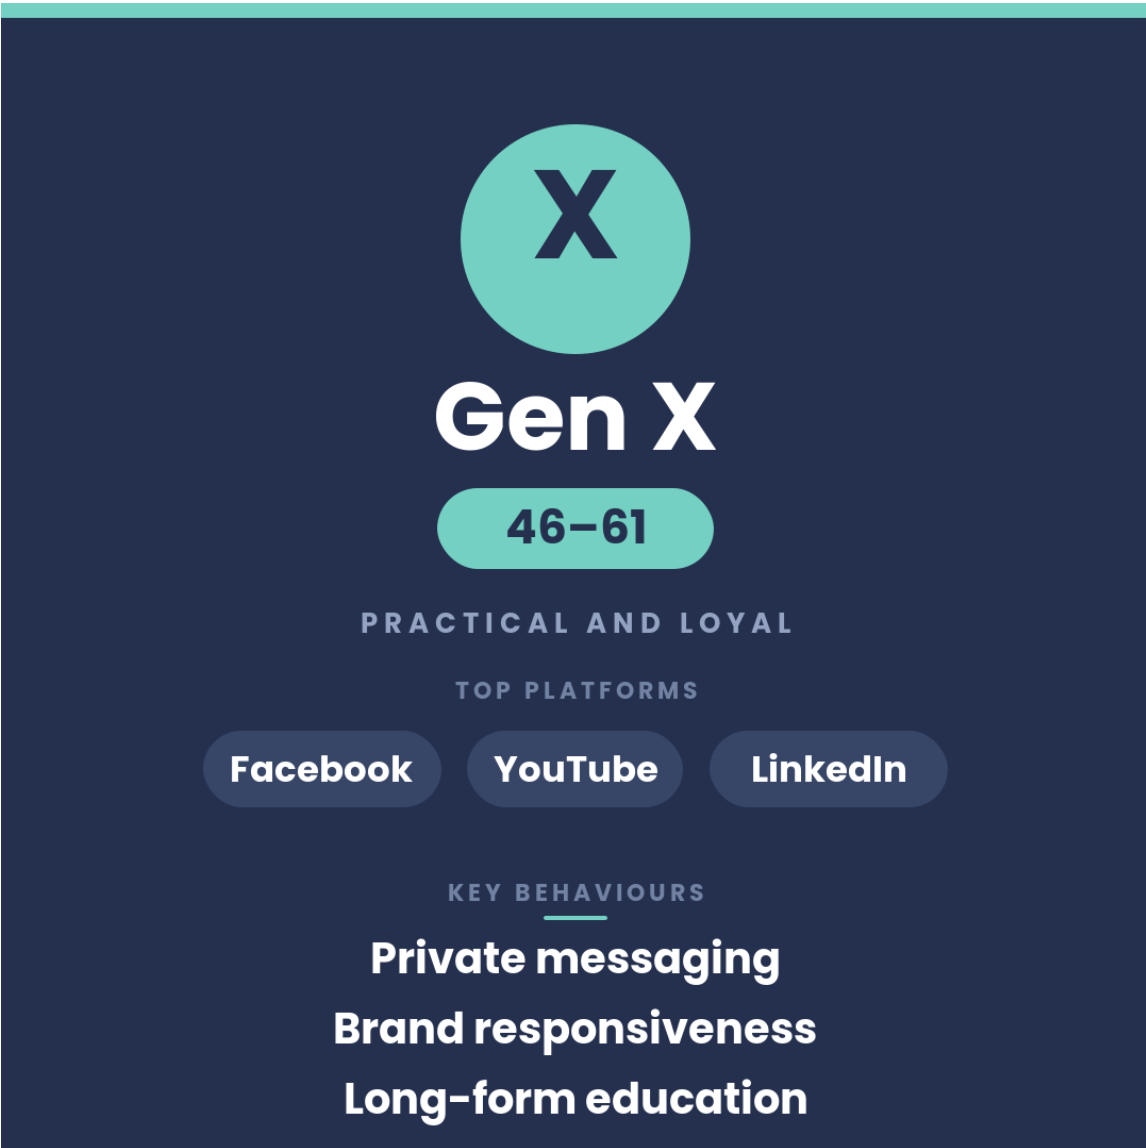 X
Gen X
46–61
PRACTICAL AND LOYAL
TOP PLATFORMS
Facebook YouTube LinkedIn
KEY BEHAVIOURS
Private messaging
Brand responsiveness
Long-form education